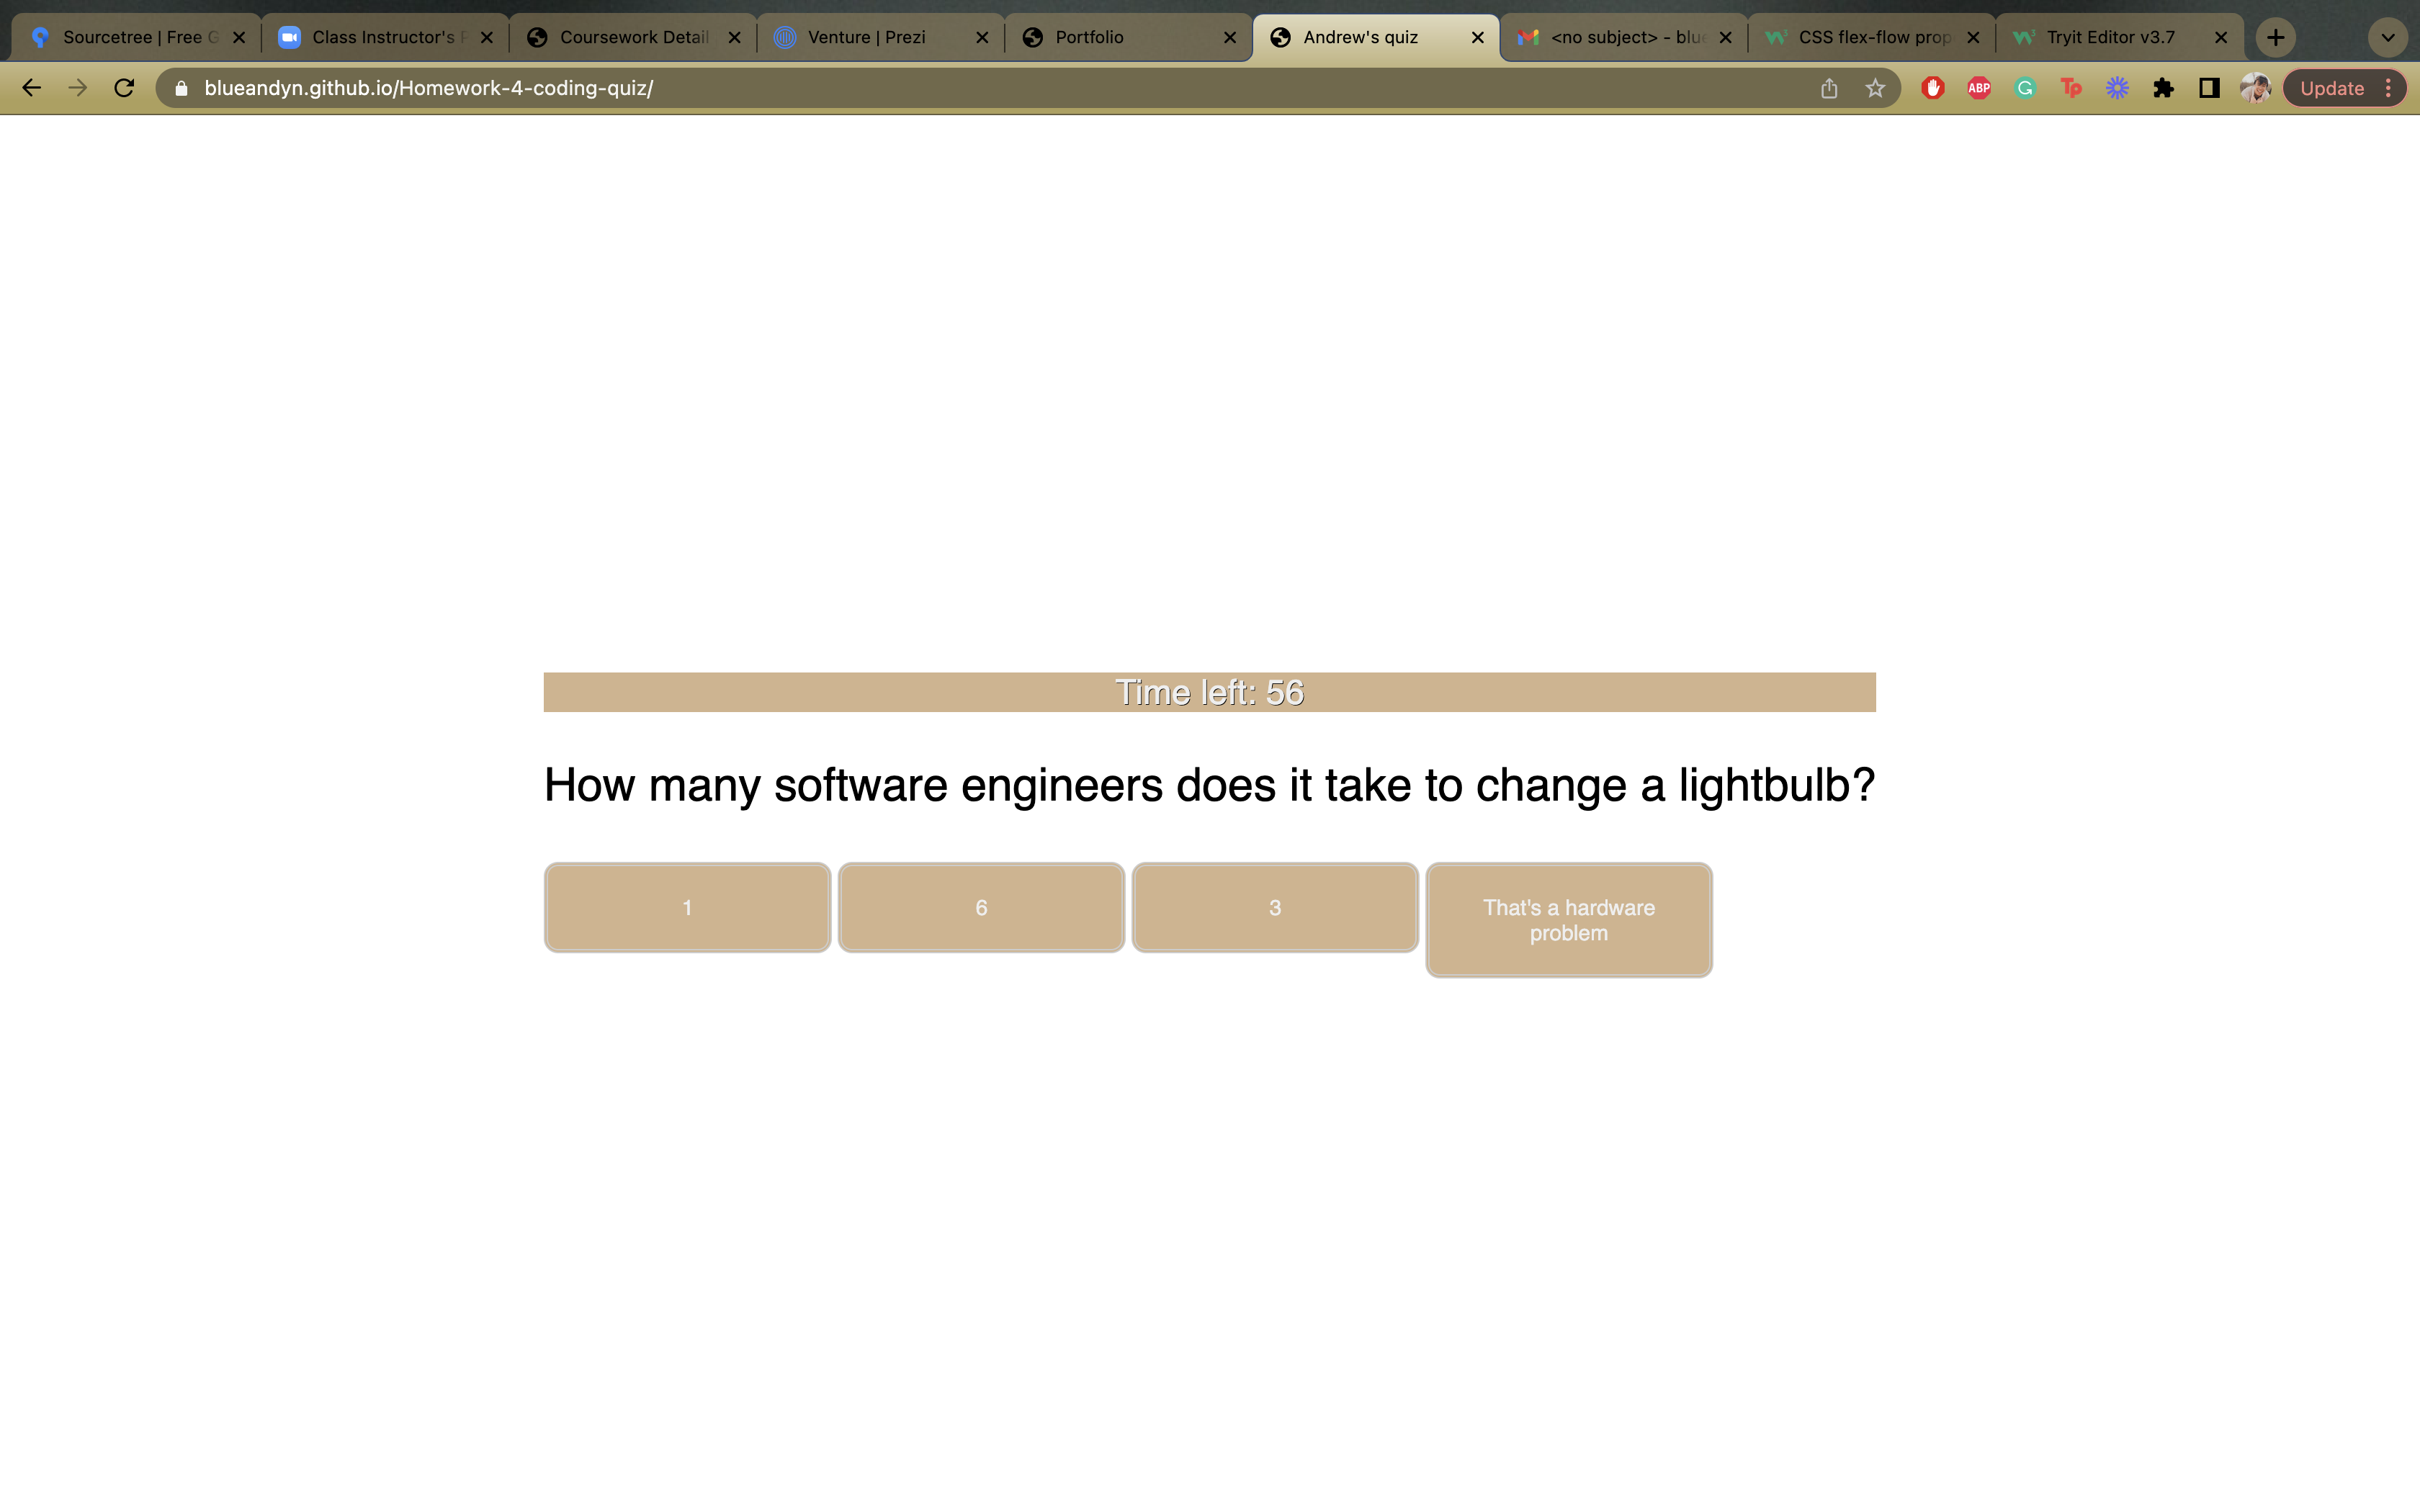 Sourcetree | Free G
Class Instructor's F
Coursework Detail
Venture | Prezi
Portfolio
Andrew's quiz
<no subject> - blue
CSS flex-flow prop
Tryit Editor v3.7
blueandyn.github.io/Homework-4-coding-quiz/
ABP
G
Tp
Update
Time left: 56
How many software engineers does it take to change a lightbulb?
1
6
3
That's a hardware
problem